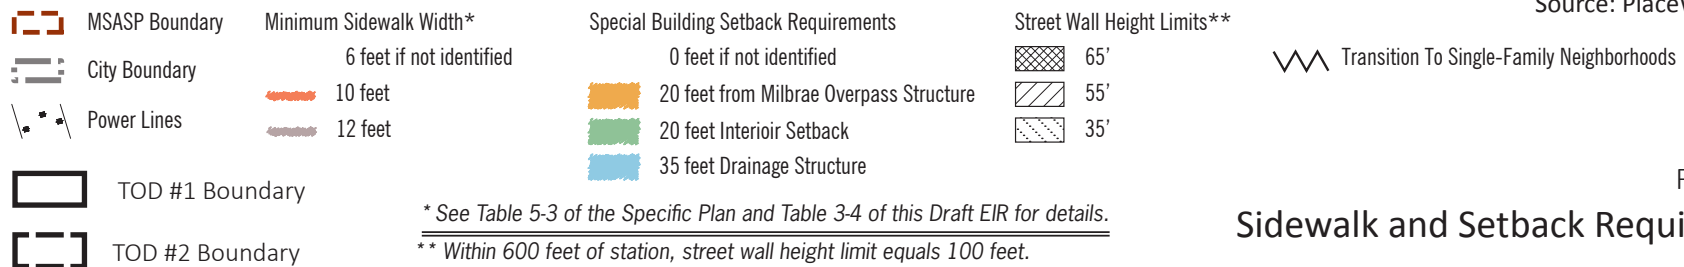 Source: Place
MSASP Boundary
City Boundary
Power Lines
TOD #1 Boundary
TOD #2 Boundary
Minimum Sidewalk Width*
6 feet if not identified
10 feet
12 feet
Special Building Setback Requirements
0 feet if not identified
20 feet from Milbrae Overpass Structure
20 feet Interioir Setback
35 feet Drainage Structure
Street Wall Height Limits**
65'
55'
35'
Transition To Single-Family Neighborhoods
* See Table 5-3 of the Specific Plan and Table 3-4 of this Draft EIR for details.
** Within 600 feet of station, street wall height limit equals 100 feet.
Sidewalk and Setback Requi